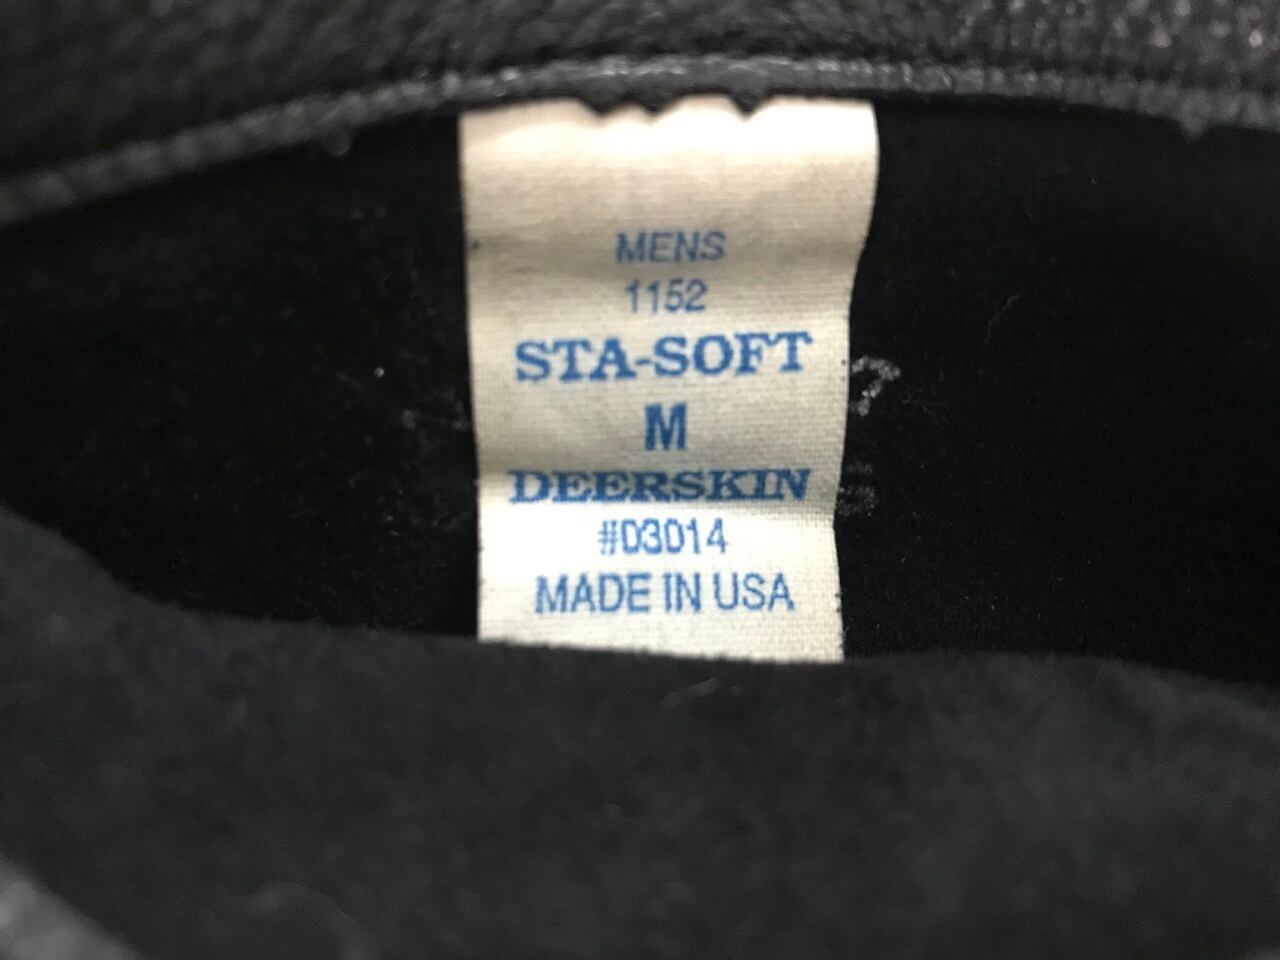 MENS
1152
STA-SOFT
M
DEERSKIN
#03014
MADE IN USA